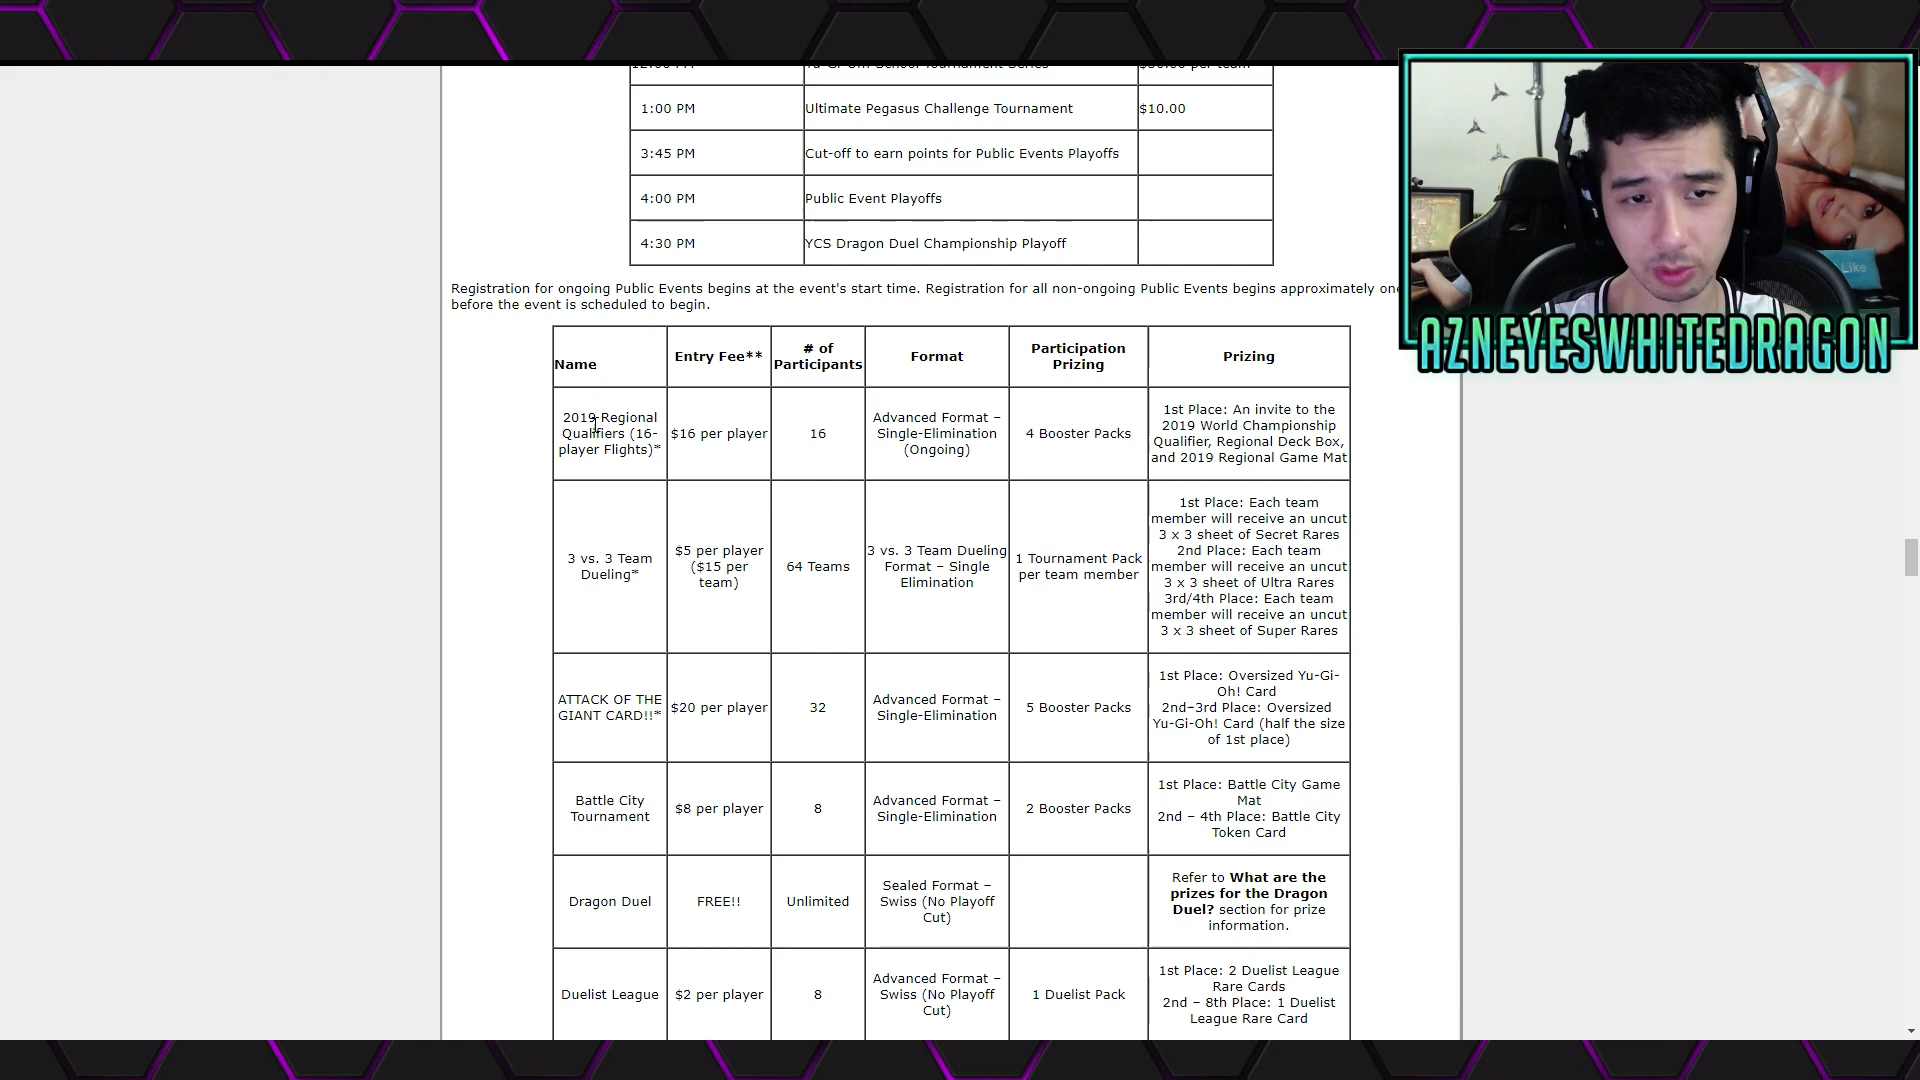 12:00 PM Yu-Gi-Oh! School Tournament Series $30.00 per team
1:00 PM Ultimate Pegasus Challenge Tournament $10.00
3:45 PM Cut-off to earn points for Public Events Playoffs
4:00 PM Public Event Playoffs
4:30 PM YCS Dragon Duel Championship Playoff
Registration for ongoing Public Events begins at the event's start time. Registration for all non-ongoing Public Events begins approximately one
before the event is scheduled to begin.
Name
Entry Fee**
# of
Participants
Format
Participation
Prizing
Prizing
2019 Regional
Qualifiers (16-
player Flights)*
$16 per player
16
Advanced Format –
Single-Elimination
(Ongoing)
4 Booster Packs
1st Place: An invite to the
2019 World Championship
Qualifier, Regional Deck Box,
and 2019 Regional Game Mat
3 vs. 3 Team
Dueling*
$5 per player
($15 per
team)
64 Teams
3 vs. 3 Team Dueling
Format – Single
Elimination
1 Tournament Pack
per team member
1st Place: Each team
member will receive an uncut
3 x 3 sheet of Secret Rares
2nd Place: Each team
member will receive an uncut
3 x 3 sheet of Ultra Rares
3rd/4th Place: Each team
member will receive an uncut
3 x 3 sheet of Super Rares
ATTACK OF THE
GIANT CARD!!*
$20 per player
32
Advanced Format –
Single-Elimination
5 Booster Packs
1st Place: Oversized Yu-Gi-
Oh! Card
2nd–3rd Place: Oversized
Yu-Gi-Oh! Card (half the size
of 1st place)
Battle City
Tournament
$8 per player
8
Advanced Format –
Single-Elimination
2 Booster Packs
1st Place: Battle City Game
Mat
2nd – 4th Place: Battle City
Token Card
Dragon Duel
FREE!!
Unlimited
Sealed Format –
Swiss (No Playoff
Cut)
Refer to What are the
prizes for the Dragon
Duel? section for prize
information.
Duelist League
$2 per player
8
Advanced Format –
Swiss (No Playoff
Cut)
1 Duelist Pack
1st Place: 2 Duelist League
Rare Cards
2nd – 8th Place: 1 Duelist
League Rare Card
Like
AZNEYESWHITEDRAGON